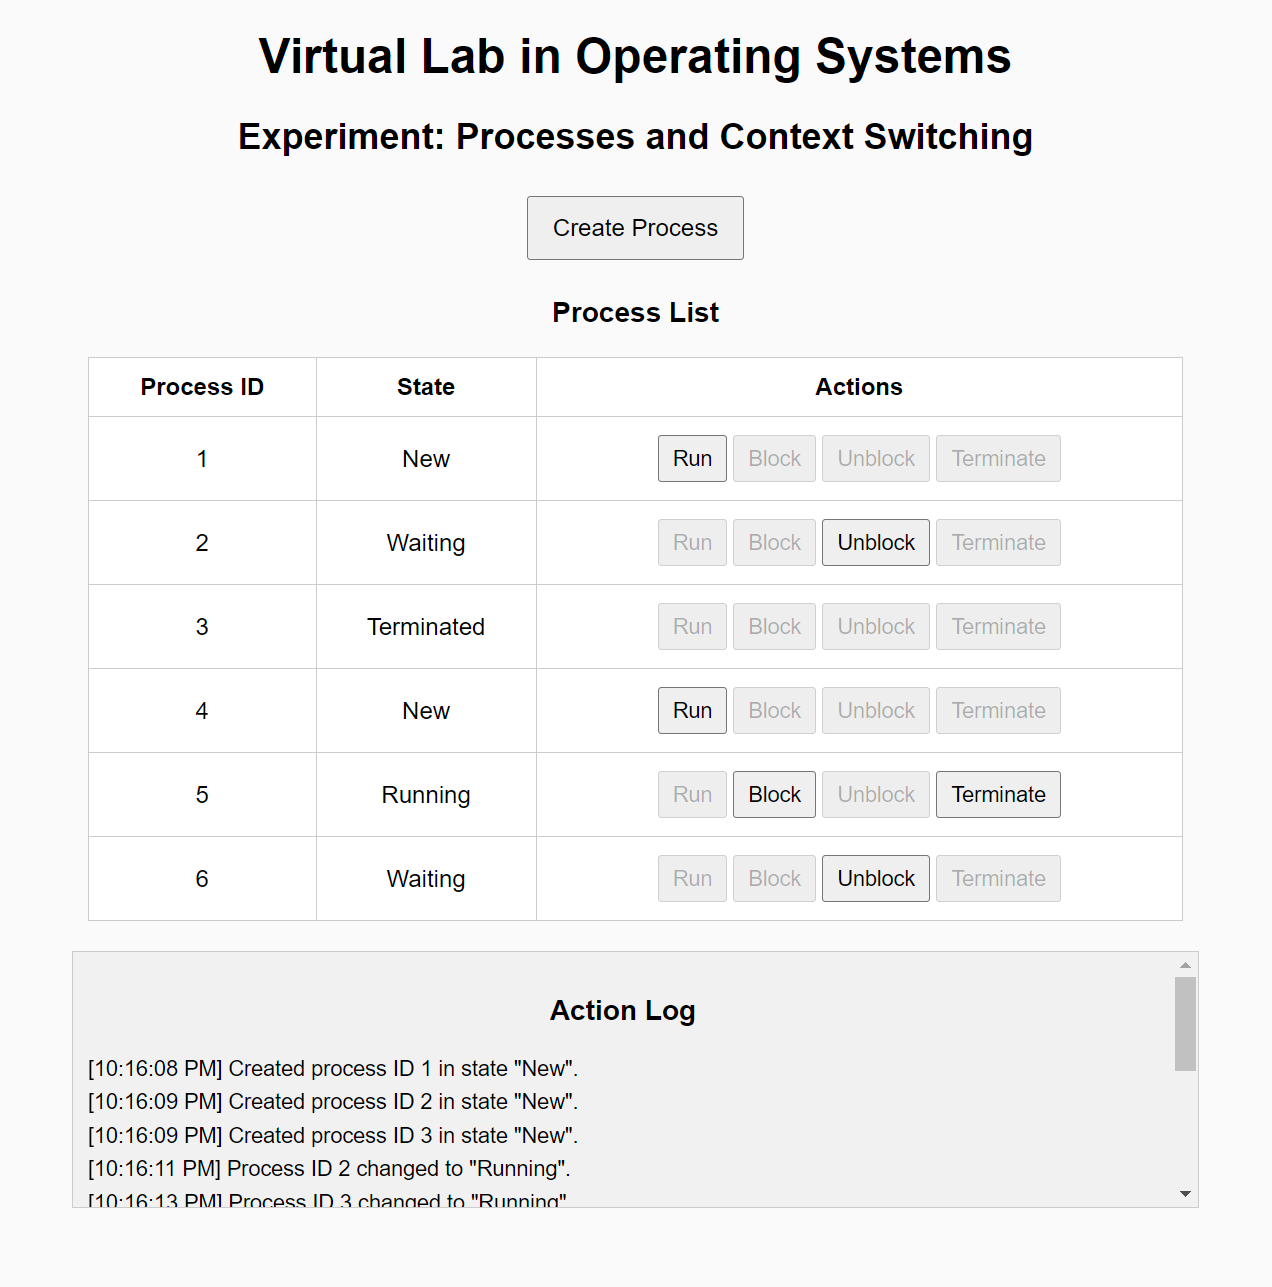 Virtual Lab in Operating Systems
Experiment: Processes and Context Switching
Create Process
Process List
Process ID State Actions
1 New Run Block Unblock Terminate
2 Waiting Run Block Unblock Terminate
3 Terminated Run Block Unblock Terminate
4 New Run Block Unblock Terminate
5 Running Run Block Unblock Terminate
6 Waiting Run Block Unblock Terminate
Action Log
[10:16:08 PM] Created process ID 1 in state "New".
[10:16:09 PM] Created process ID 2 in state "New".
[10:16:09 PM] Created process ID 3 in state "New".
[10:16:11 PM] Process ID 2 changed to "Running".
[10:16:13 PM] Process ID 3 changed to "Running"